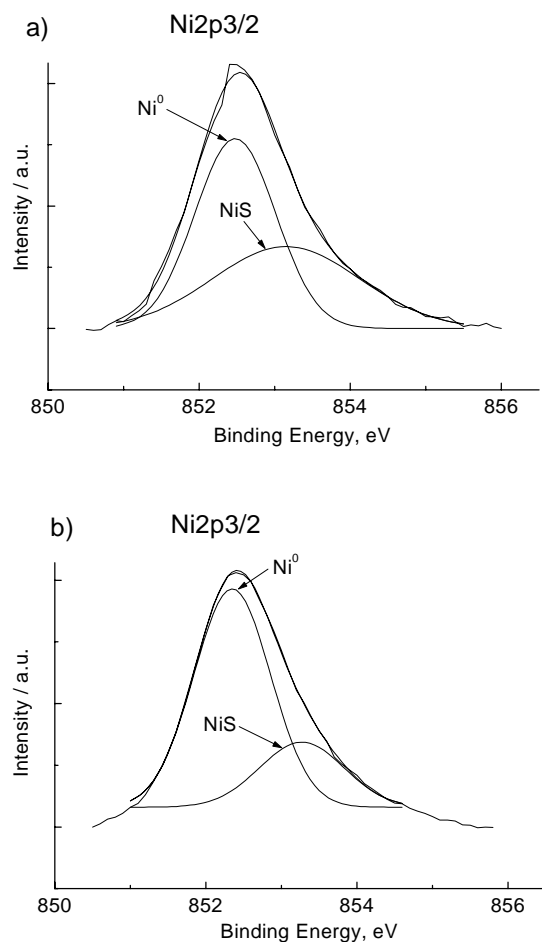 a)
Ni2p3/2
Ni⁰
NiS
Intensity / a.u.
850 852 854 856
Binding Energy, eV
b)
Ni2p3/2
Ni⁰
NiS
Intensity / a.u.
850 852 854 856
Binding Energy, eV